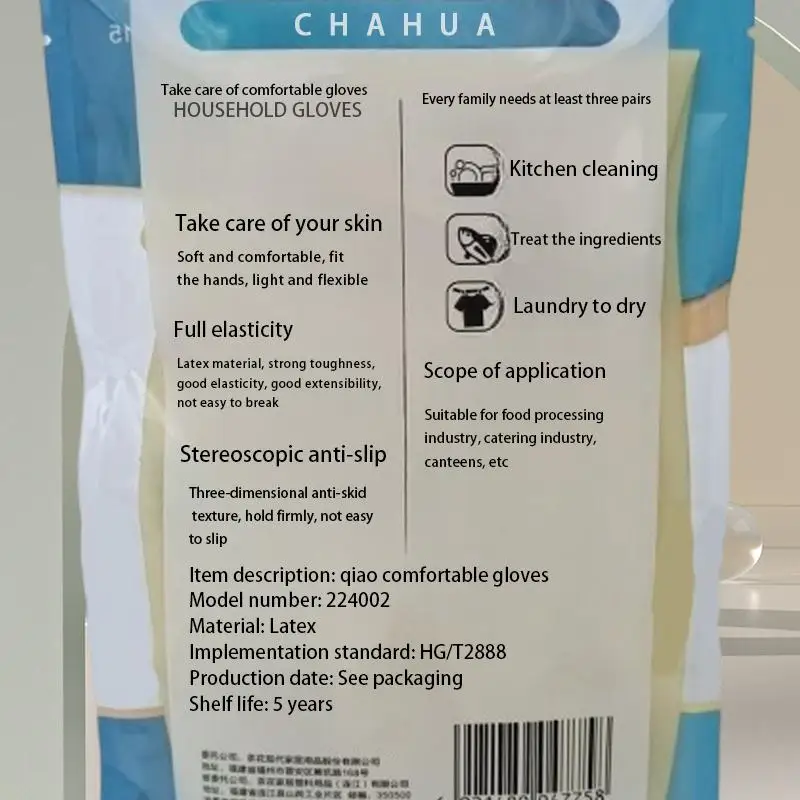 CHAHUA
Take care of comfortable gloves
HOUSEHOLD GLOVES
Take care of your skin
Soft and comfortable, fit
the hands, light and flexible
Full elasticity
Latex material, strong toughness,
good elasticity, good extensibility,
not easy to break
Stereoscopic anti-slip
Three-dimensional anti-skid
texture, hold firmly, not easy
to slip
Every family needs at least three pairs
Kitchen cleaning
Treat the ingredients
Laundry to dry
Scope of application
Suitable for food processing
industry, catering industry,
canteens, etc
Item description: qiao comfortable gloves
Model number: 224002
Material: Latex
Implementation standard: HG/T2888
Production date: See packaging
Shelf life: 5 years